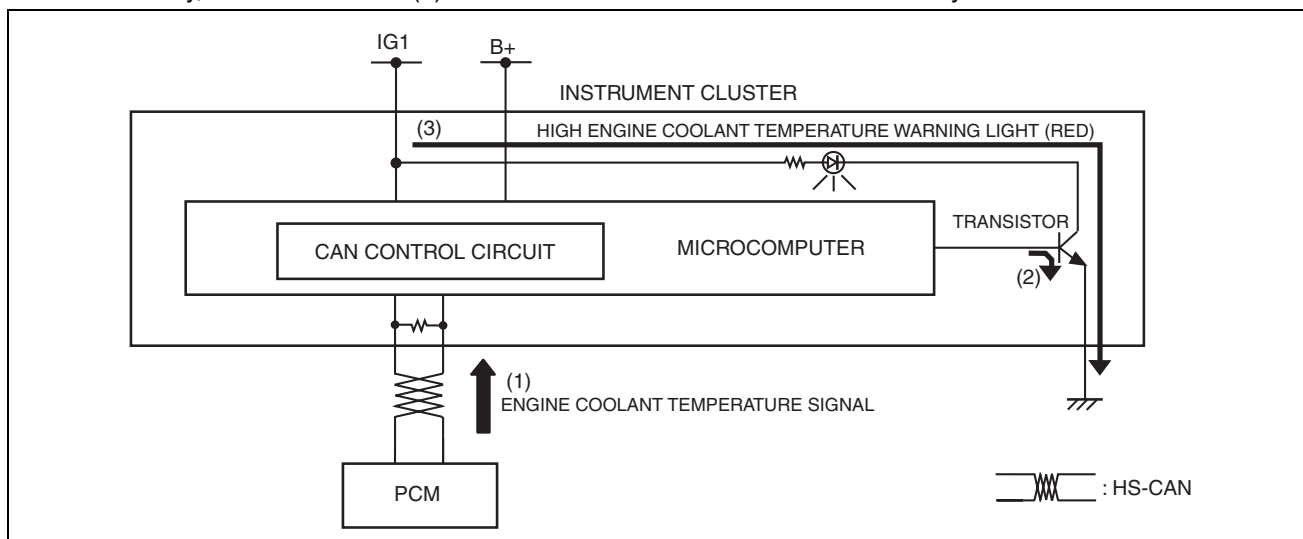 IG1
B+
INSTRUMENT CLUSTER
(3)
HIGH ENGINE COOLANT TEMPERATURE WARNING LIGHT (RED)
TRANSISTOR
CAN CONTROL CIRCUIT
MICROCOMPUTER
(2)
(1)
ENGINE COOLANT TEMPERATURE SIGNAL
PCM
: HS-CAN